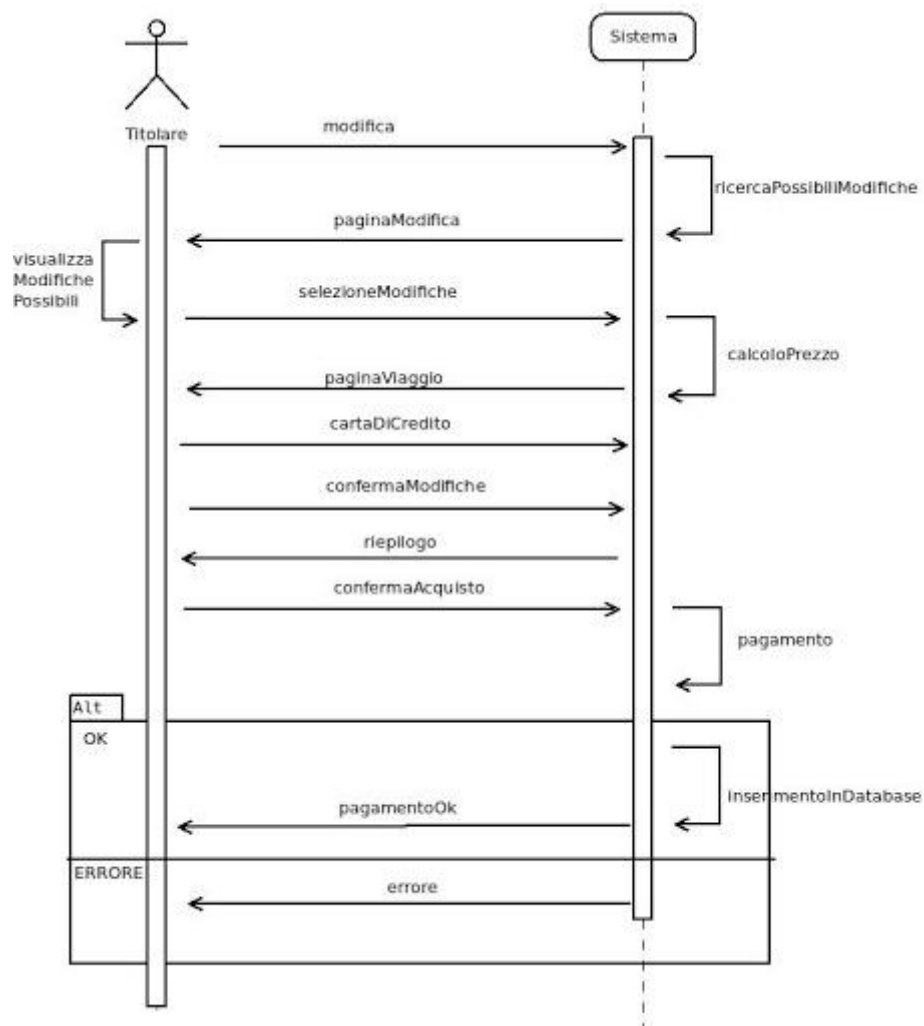 Sistema
Titolare
modifica
ricercaPossibiliModifiche
paginaModifica
visualizza
Modifiche
Possibili
selezioneModifiche
calcoloPrezzo
paginaViaggio
cartaDiCredito
confermaModifiche
riepilogo
confermaAcquisto
pagamento
Alt
OK
inserimentoInDatabase
pagamentoOk
ERRORE
errore